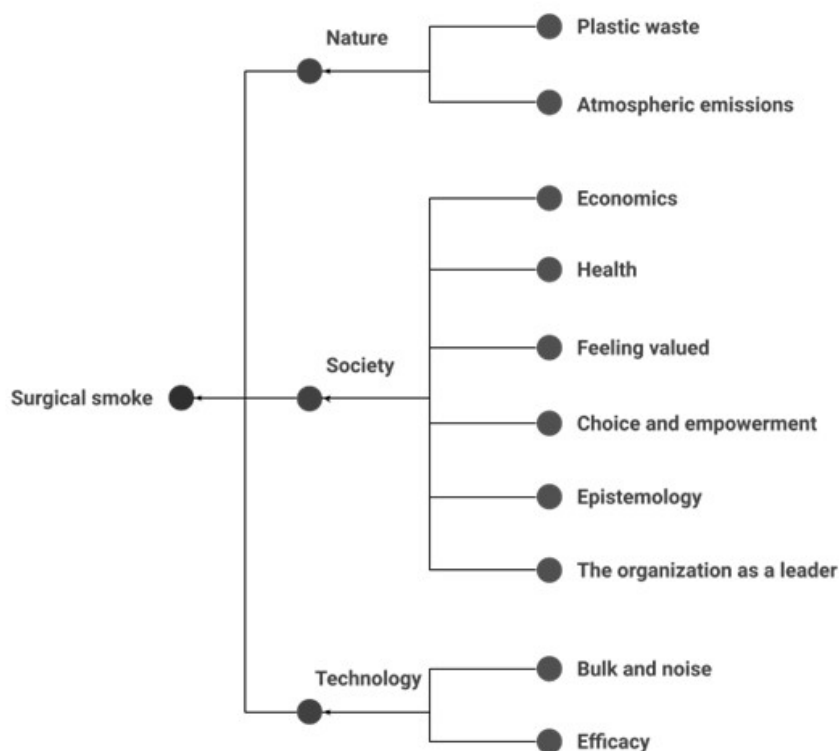 Nature
Plastic waste
Atmospheric emissions
Surgical smoke
Society
Economics
Health
Feeling valued
Choice and empowerment
Epistemology
The organization as a leader
Technology
Bulk and noise
Efficacy